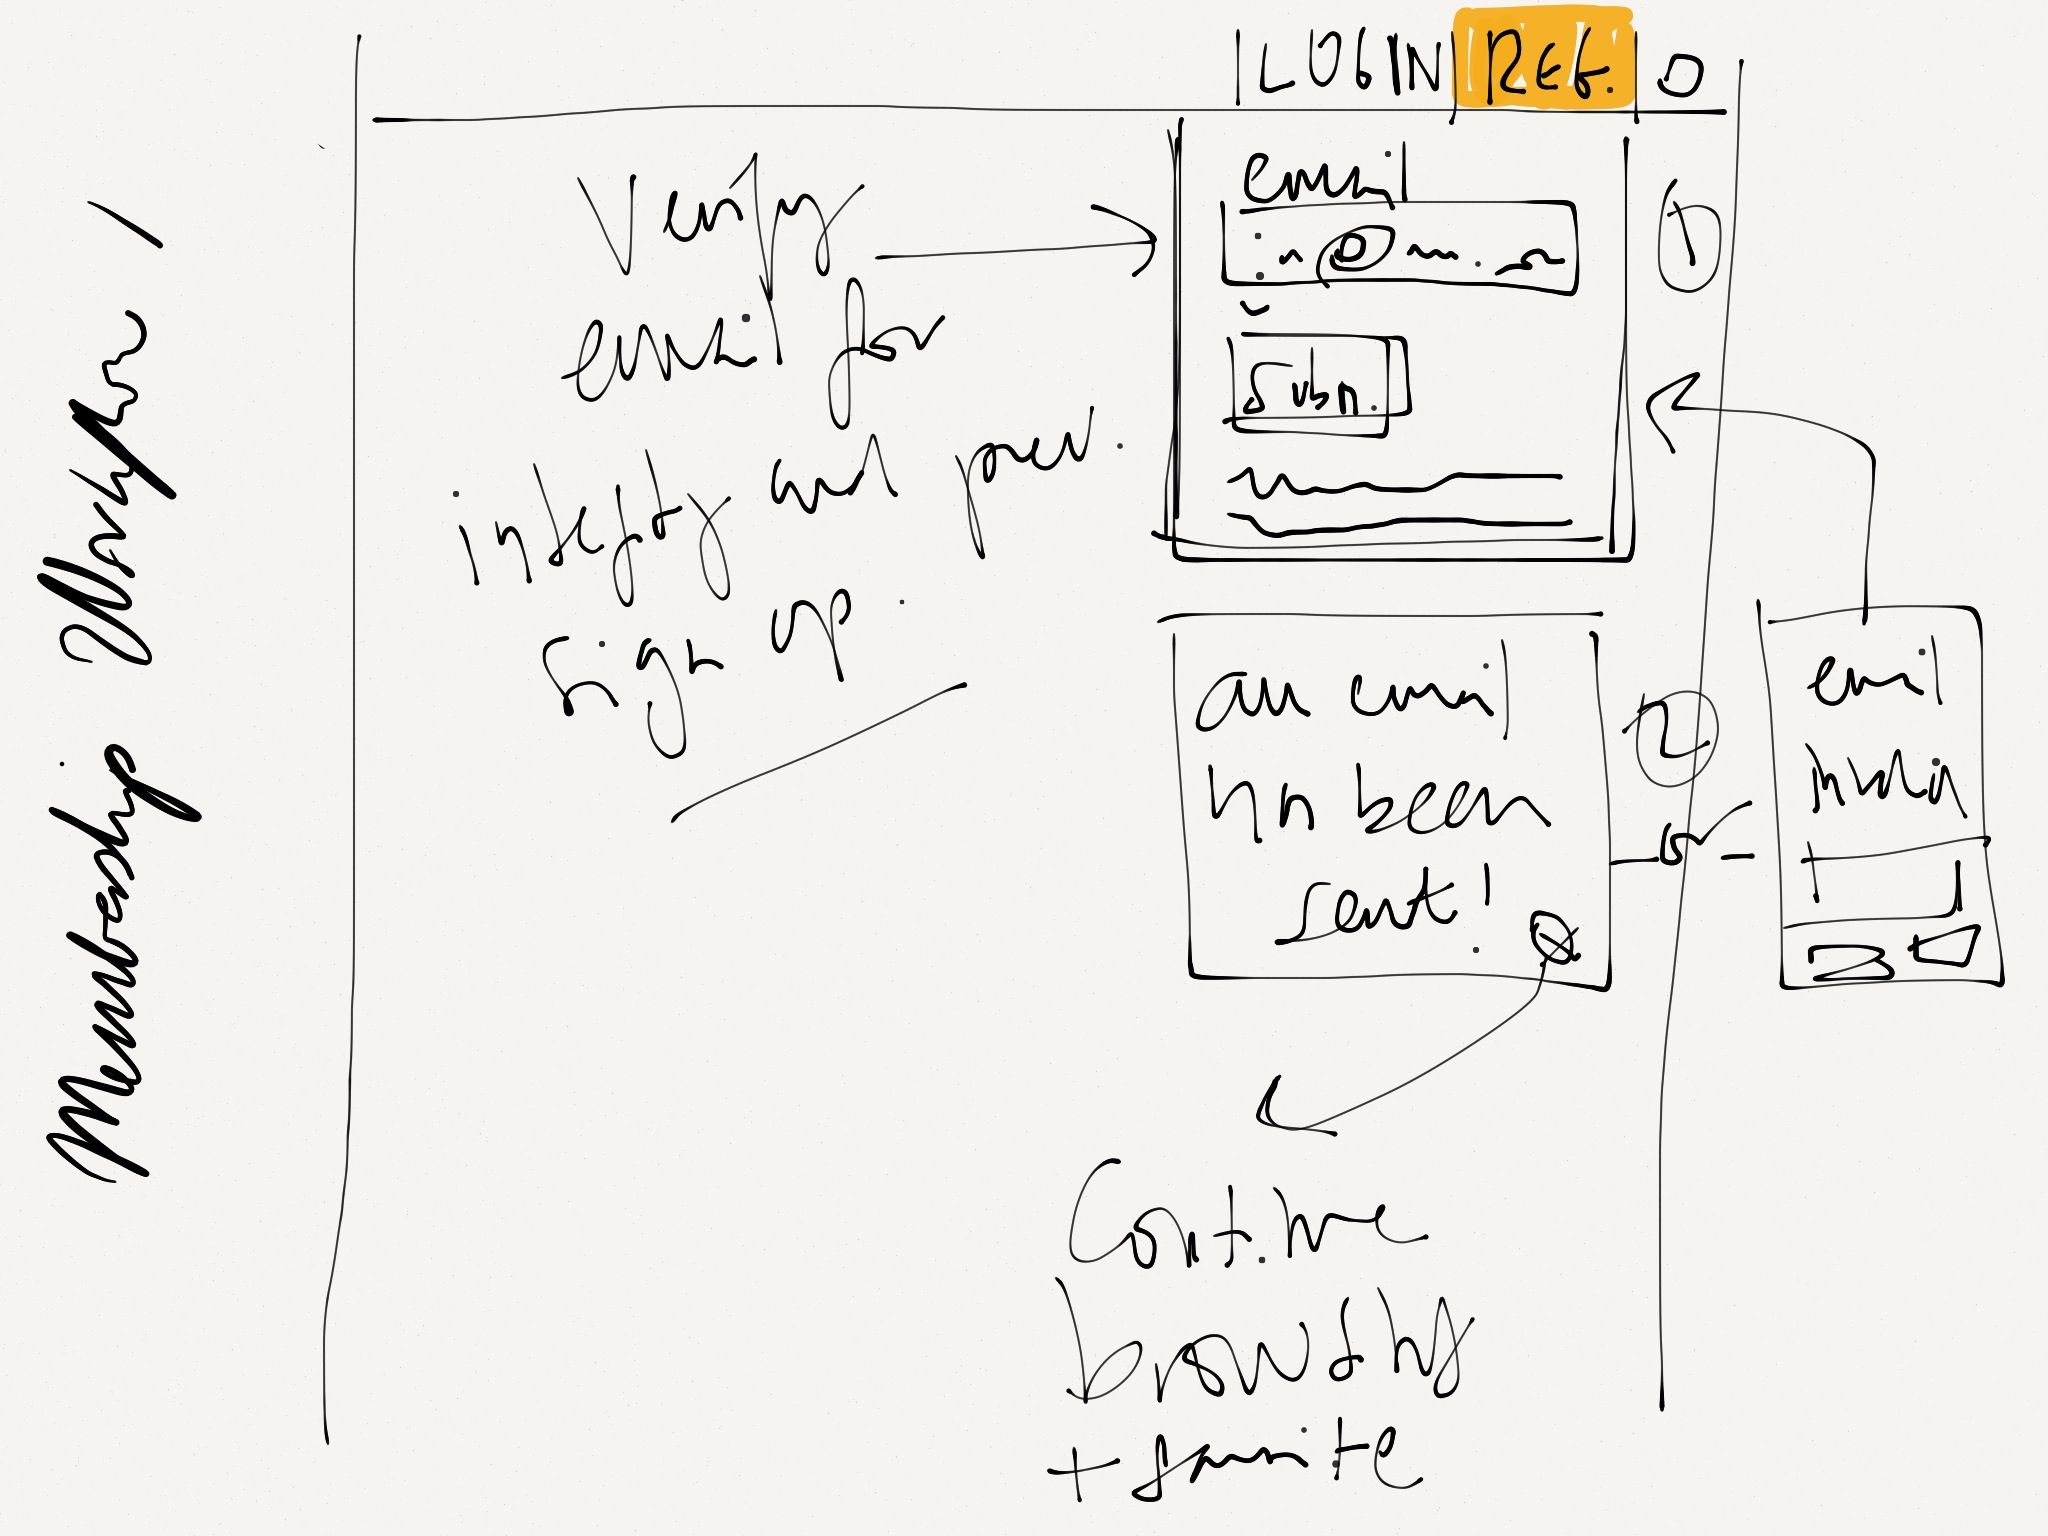 Membership Workflow 1
LOGIN REG.
Verify
email for
integrity and prev.
sign up.
email
@
subm.
1
an email
has been
sent!
2
or
email
invalid
Continue
browsing
+ favorite